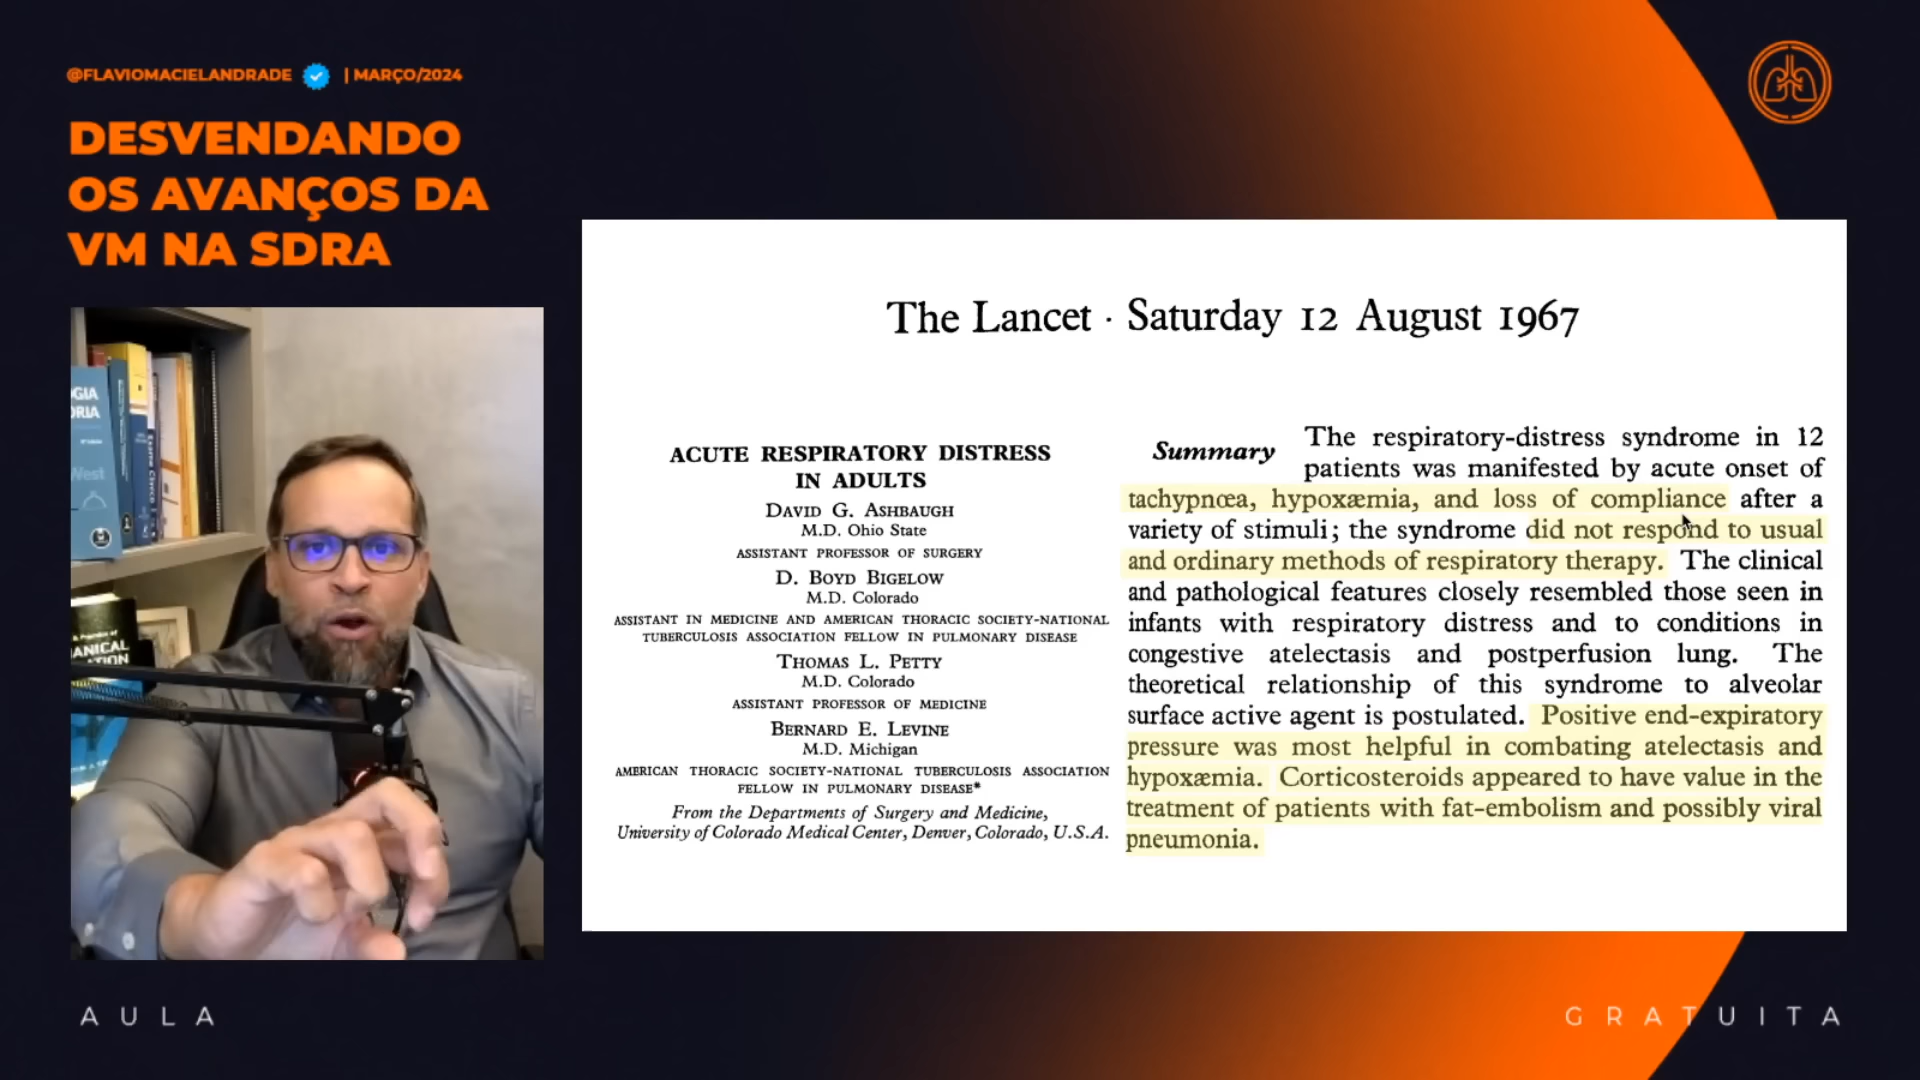 @FLAVIOMACIELANDRADE | MARÇO/2024
DESVENDANDO
OS AVANÇOS DA
VM NA SDRA
GIA
ÓRIA
West
ANICAL
The Lancet · Saturday 12 August 1967
ACUTE RESPIRATORY DISTRESS
IN ADULTS
DAVID G. ASHBAUGH
M.D. Ohio State
ASSISTANT PROFESSOR OF SURGERY
D. BOYD BIGELOW
M.D. Colorado
ASSISTANT IN MEDICINE AND AMERICAN THORACIC SOCIETY-NATIONAL
TUBERCULOSIS ASSOCIATION FELLOW IN PULMONARY DISEASE
THOMAS L. PETTY
M.D. Colorado
ASSISTANT PROFESSOR OF MEDICINE
BERNARD E. LEVINE
M.D. Michigan
AMERICAN THORACIC SOCIETY-NATIONAL TUBERCULOSIS ASSOCIATION
FELLOW IN PULMONARY DISEASE*
From the Departments of Surgery and Medicine,
University of Colorado Medical Center, Denver, Colorado, U.S.A.
Summary The respiratory-distress syndrome in 12
patients was manifested by acute onset of
tachypnœa, hypoxæmia, and loss of compliance after a
variety of stimuli; the syndrome did not respond to usual
and ordinary methods of respiratory therapy. The clinical
and pathological features closely resembled those seen in
infants with respiratory distress and to conditions in
congestive atelectasis and postperfusion lung. The
theoretical relationship of this syndrome to alveolar
surface active agent is postulated. Positive end-expiratory
pressure was most helpful in combating atelectasis and
hypoxæmia. Corticosteroids appeared to have value in the
treatment of patients with fat-embolism and possibly viral
pneumonia.
AULA
GRATUITA